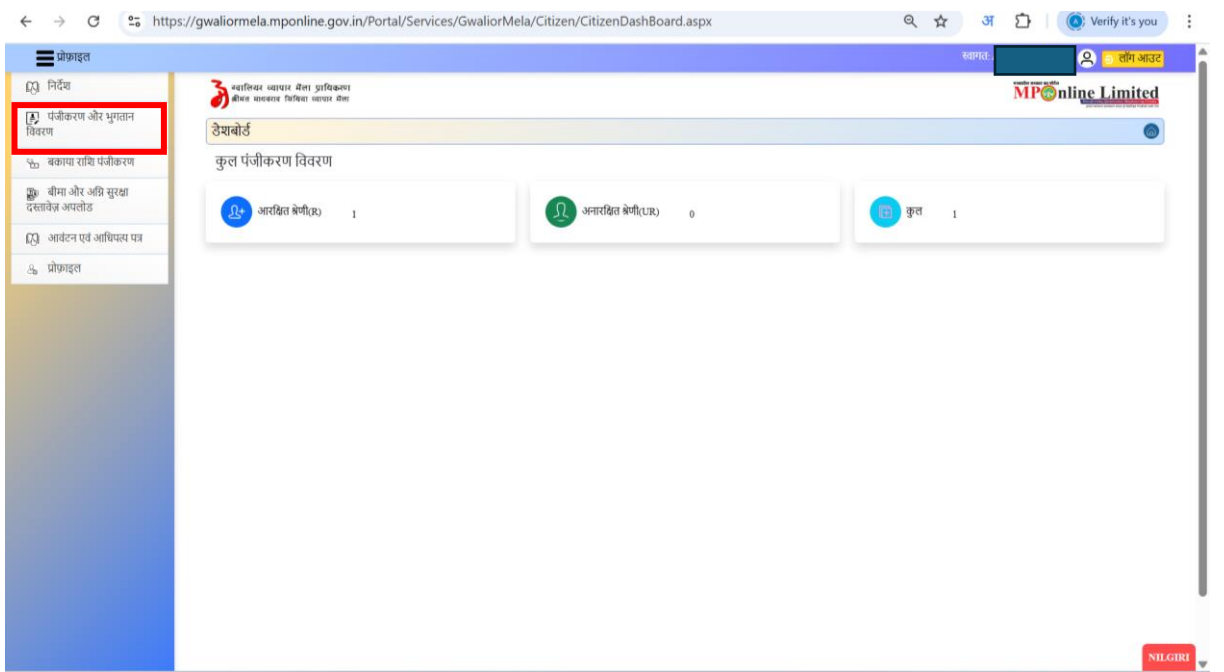 https://gwaliormela.mponline.gov.in/Portal/Services/GwaliorMela/Citizen/CitizenDashBoard.aspx
अ
Verify it's you
प्रोफ़ाइल
स्वागत:
लॉग आउट
निर्देश
ग्वालियर व्यापार मेला प्राधिकरण
श्रीमंत माधवराव सिंधिया व्यापार मेला
MPOnline Limited
पंजीकरण और भुगतान
विवरण
डैशबोर्ड
कुल पंजीकरण विवरण
बकाया राशि पंजीकरण
बीमा और अग्नि सुरक्षा
दस्तावेज़ अपलोड
आरक्षित श्रेणी(R) 1
अनारक्षित श्रेणी(UR) 0
कुल 1
आवंटन एवं आधिपत्य पत्र
प्रोफ़ाइल
NILGIRI